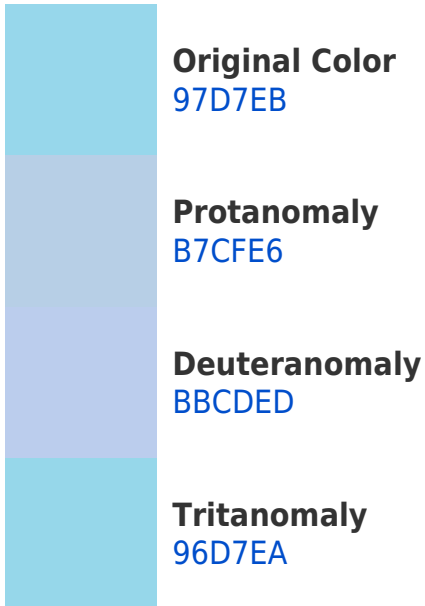 Original Color
97D7EB
Protanomaly
B7CFE6
Deuteranomaly
BBCDED
Tritanomaly
96D7EA